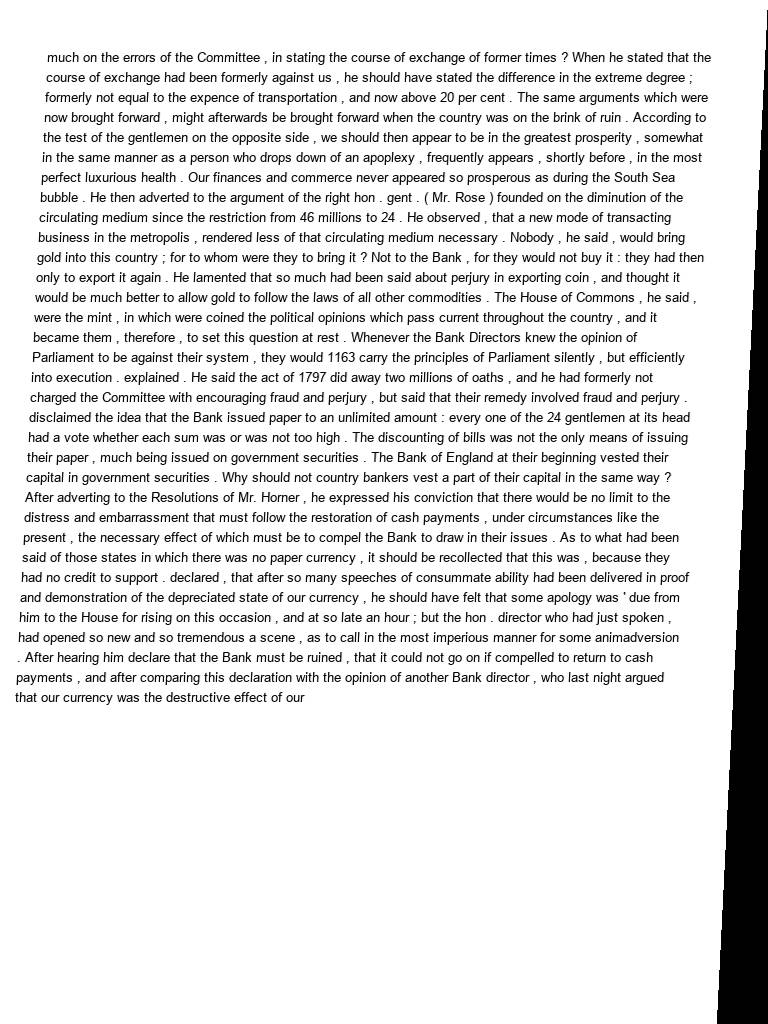 much on the errors of the Committee , in stating the course of exchange of former times ? When he stated that the
course of exchange had been formerly against us , he should have stated the difference in the extreme degree ;
formerly not equal to the expence of transportation , and now above 20 per cent . The same arguments which were
now brought forward , might afterwards be brought forward when the country was on the brink of ruin . According to
the test of the gentlemen on the opposite side , we should then appear to be in the greatest prosperity , somewhat
in the same manner as a person who drops down of an apoplexy , frequently appears , shortly before , in the most
perfect luxurious health . Our finances and commerce never appeared so prosperous as during the South Sea
bubble . He then adverted to the argument of the right hon . gent . ( Mr. Rose ) founded on the diminution of the
circulating medium since the restriction from 46 millions to 24 . He observed , that a new mode of transacting
business in the metropolis , rendered less of that circulating medium necessary . Nobody , he said , would bring
gold into this country ; for to whom were they to bring it ? Not to the Bank , for they would not buy it : they had then
only to export it again . He lamented that so much had been said about perjury in exporting coin , and thought it
would be much better to allow gold to follow the laws of all other commodities . The House of Commons , he said ,
were the mint , in which were coined the political opinions which pass current throughout the country , and it
became them , therefore , to set this question at rest . Whenever the Bank Directors knew the opinion of
Parliament to be against their system , they would 1163 carry the principles of Parliament silently , but efficiently
into execution . explained . He said the act of 1797 did away two millions of oaths , and he had formerly not
charged the Committee with encouraging fraud and perjury , but said that their remedy involved fraud and perjury .
disclaimed the idea that the Bank issued paper to an unlimited amount : every one of the 24 gentlemen at its head
had a vote whether each sum was or was not too high . The discounting of bills was not the only means of issuing
their paper , much being issued on government securities . The Bank of England at their beginning vested their
capital in government securities . Why should not country bankers vest a part of their capital in the same way ?
After adverting to the Resolutions of Mr. Horner , he expressed his conviction that there would be no limit to the
distress and embarrassment that must follow the restoration of cash payments , under circumstances like the
present , the necessary effect of which must be to compel the Bank to draw in their issues . As to what had been
said of those states in which there was no paper currency , it should be recollected that this was , because they
had no credit to support . declared , that after so many speeches of consummate ability had been delivered in proof
and demonstration of the depreciated state of our currency , he should have felt that some apology was ' due from
him to the House for rising on this occasion , and at so late an hour ; but the hon . director who had just spoken ,
had opened so new and so tremendous a scene , as to call in the most imperious manner for some animadversion
. After hearing him declare that the Bank must be ruined , that it could not go on if compelled to return to cash
payments , and after comparing this declaration with the opinion of another Bank director , who last night argued
that our currency was the destructive effect of our